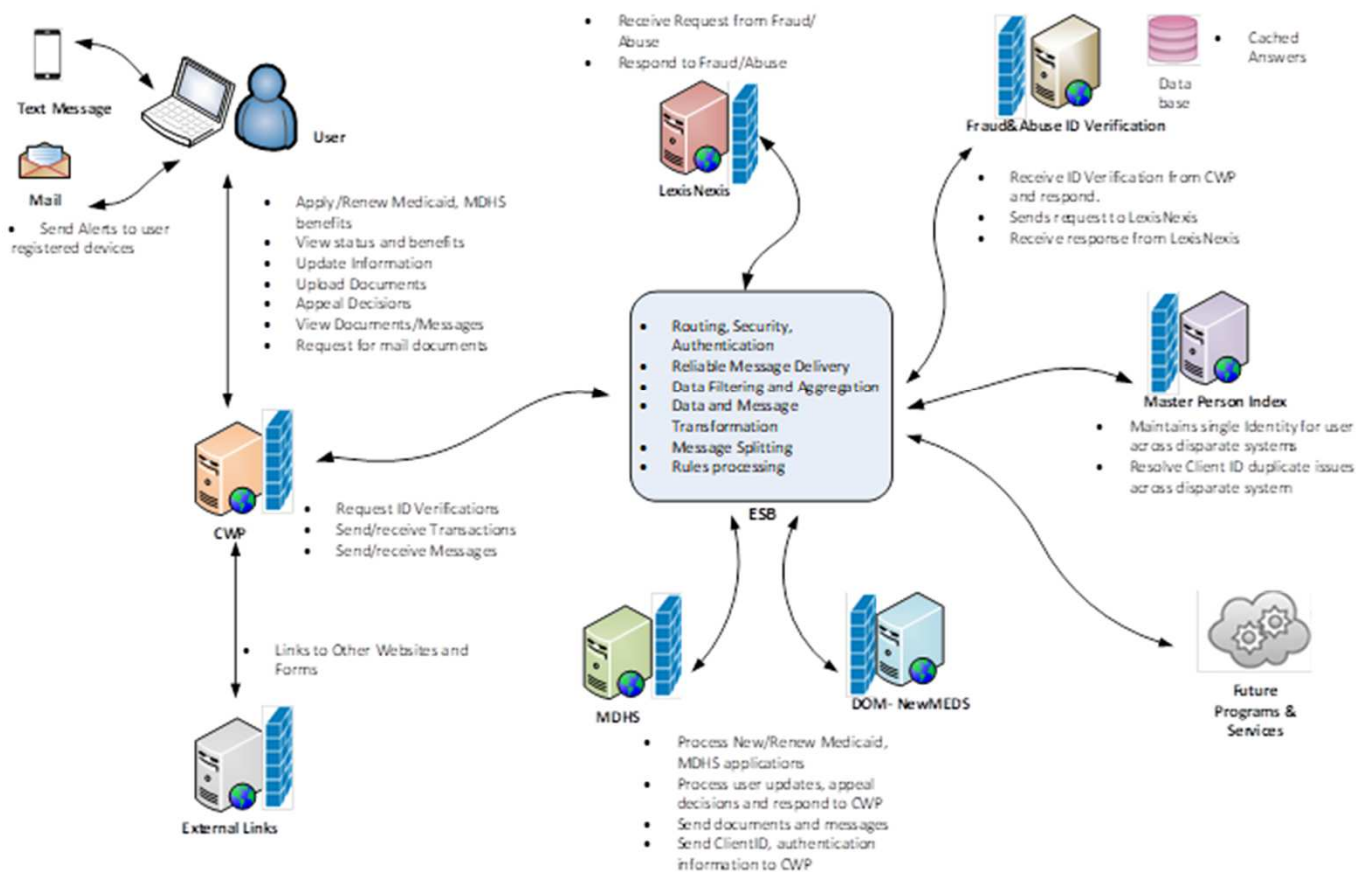 Text Message
Mail
• Send Alerts to user
registered devices
User
• Apply/Renew Medicaid, MDHS
benefits
• View status and benefits
• Update Information
• Upload Documents
• Appeal Decisions
• View Documents/Messages
• Request for mail documents
• Receive Request from Fraud/
Abuse
• Respond to Fraud/Abuse
LexisNexis
Data
base
• Cached
Answers
Fraud&Abuse ID Verification
• Receive ID Verification from CWP
and respond.
• Sends request to LexisNexis
• Receive response from LexisNexis
• Routing, Security,
Authentication
• Reliable Message Delivery
• Data Filtering and Aggregation
• Data and Message
Transformation
• Message Splitting
• Rules processing
ESB
Master Person Index
• Maintains single Identity for user
across disparate systems
• Resolve Client ID duplicate issues
across disparate system
CWP
• Request ID Verifications
• Send/receive Transactions
• Send/receive Messages
• Links to Other Websites and
Forms
External Links
MDHS
DOM- NewMEDS
• Process New/Renew Medicaid,
MDHS applications
• Process user updates, appeal
decisions and respond to CWP
• Send documents and messages
• Send ClientID, authentication
information to CWP
Future
Programs &
Services